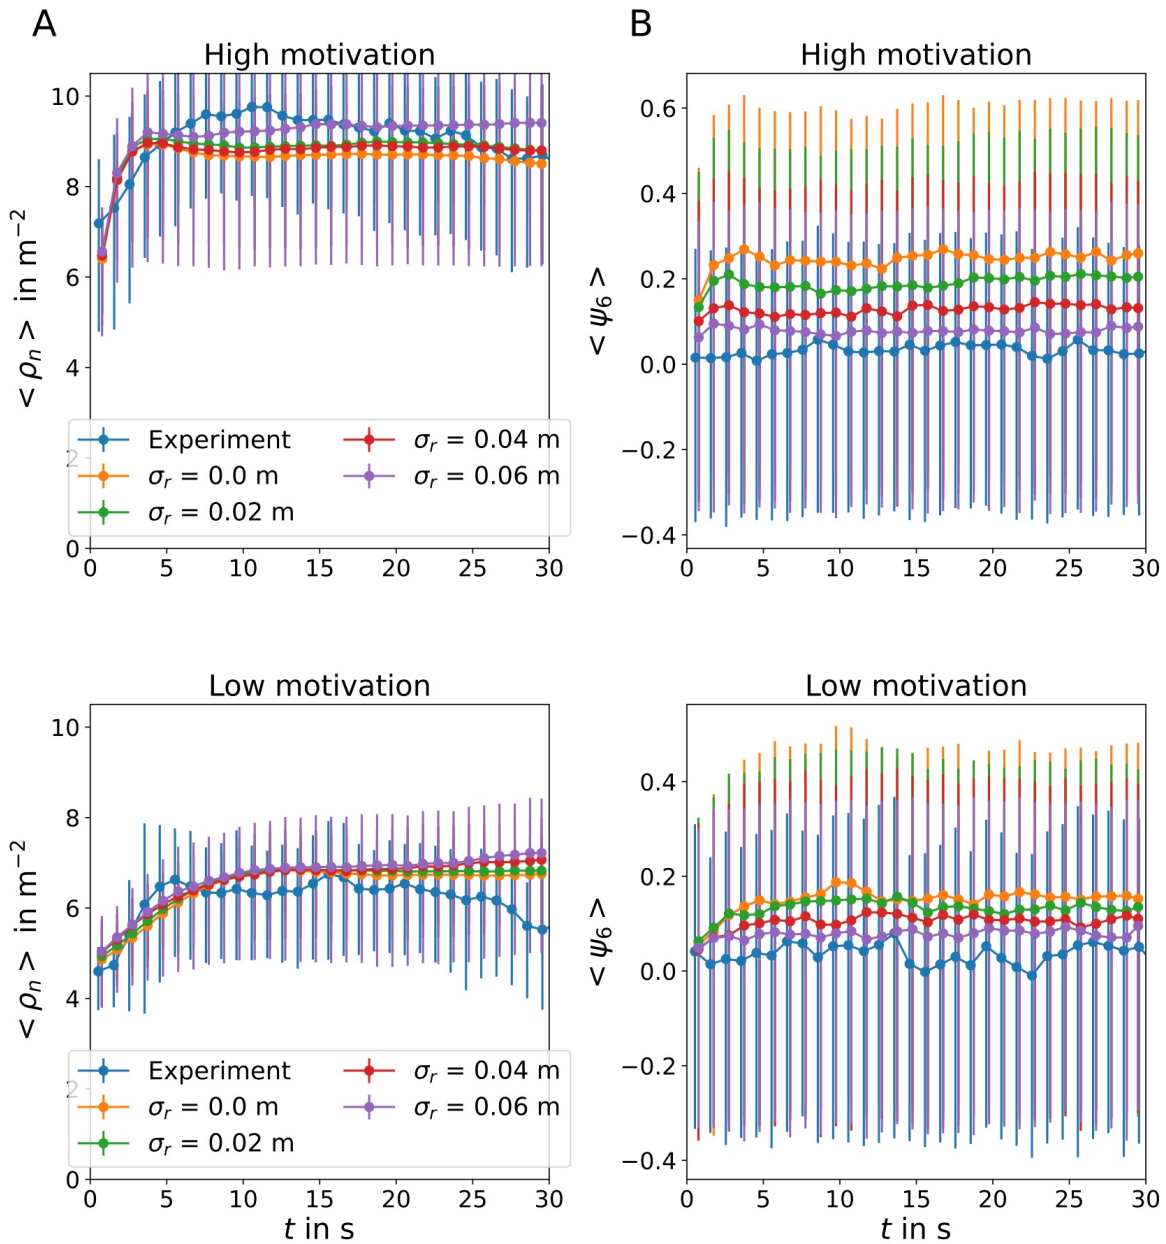 A
B
High motivation
High motivation
< ρn > in m−2
10
8
6
4
2
0
0 5 10 15 20 25 30
Experiment
σr = 0.0 m
σr = 0.02 m
σr = 0.04 m
σr = 0.06 m
< ψ6 >
0.6
0.4
0.2
0.0
−0.2
−0.4
0 5 10 15 20 25 30
Low motivation
Low motivation
< ρn > in m−2
10
8
6
4
2
0
0 5 10 15 20 25 30
t in s
Experiment
σr = 0.0 m
σr = 0.02 m
σr = 0.04 m
σr = 0.06 m
< ψ6 >
0.4
0.2
0.0
−0.2
−0.4
0 5 10 15 20 25 30
t in s